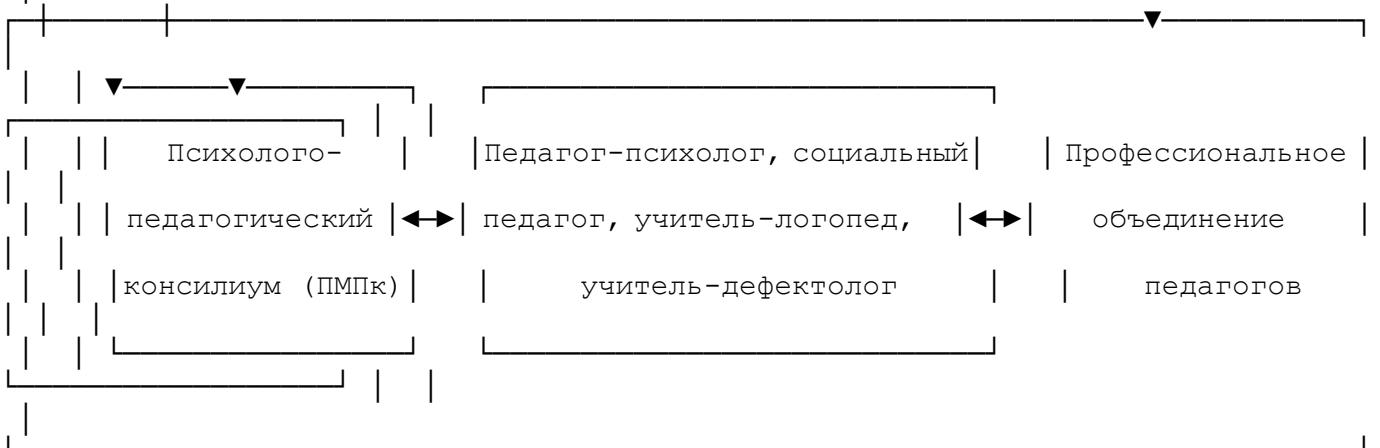 Психолого- Педагог-психолог, социальный Профессиональное
педагогический педагог, учитель-логопед, объединение
консилиум (ПМПк) учитель-дефектолог педагогов